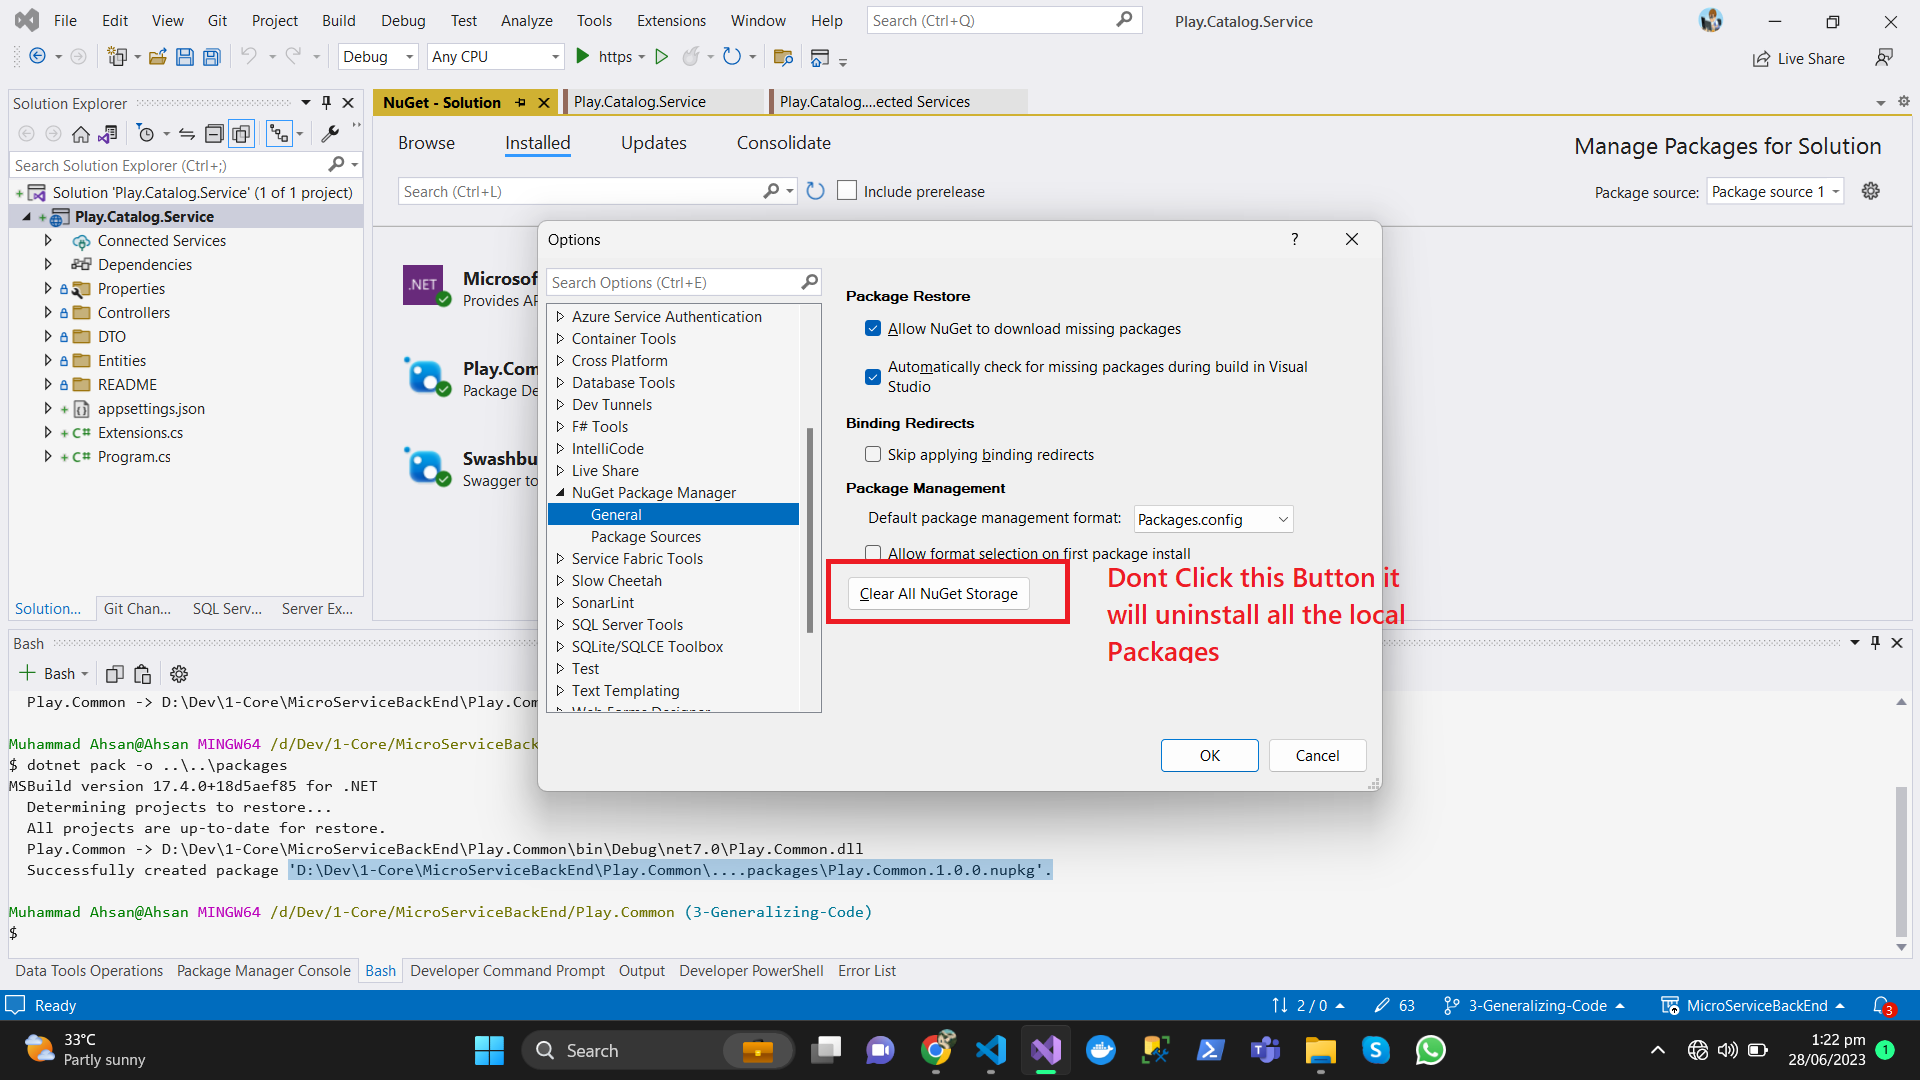 File Edit View Git Project Build Debug Test Analyze Tools Extensions Window Help Search (Ctrl+Q) Play.Catalog.Service
Debug Any CPU https Live Share
Solution Explorer
Search Solution Explorer (Ctrl+;)
Solution 'Play.Catalog.Service' (1 of 1 project)
Play.Catalog.Service
Connected Services
Dependencies
Properties
Controllers
DTO
Entities
README
appsettings.json
C# Extensions.cs
C# Program.cs
Solution... Git Chan... SQL Serv... Server Ex...
NuGet - Solution Play.Catalog.Service Play.Catalog....ected Services
Browse Installed Updates Consolidate
Manage Packages for Solution
Search (Ctrl+L) Include prerelease
Package source: Package source 1
.NET
Microsof
Provides AP
Play.Com
Package De
Swashbu
Swagger to
Options ?
Search Options (Ctrl+E)
Azure Service Authentication
Container Tools
Cross Platform
Database Tools
Dev Tunnels
F# Tools
IntelliCode
Live Share
NuGet Package Manager
General
Package Sources
Service Fabric Tools
Slow Cheetah
SonarLint
SQL Server Tools
SQLite/SQLCE Toolbox
Test
Text Templating
Web Forms Designer
Package Restore
Allow NuGet to download missing packages
Automatically check for missing packages during build in Visual
Studio
Binding Redirects
Skip applying binding redirects
Package Management
Default package management format: Packages.config
Allow format selection on first package install
Clear All NuGet Storage
Dont Click this Button it
will uninstall all the local
Packages
OK Cancel
Bash
Bash
Play.Common -> D:\Dev\1-Core\MicroServiceBackEnd\Play.Com
Muhammad Ahsan@Ahsan MINGW64 /d/Dev/1-Core/MicroServiceBack
$ dotnet pack -o ..\..\packages
MSBuild version 17.4.0+18d5aef85 for .NET
Determining projects to restore...
All projects are up-to-date for restore.
Play.Common -> D:\Dev\1-Core\MicroServiceBackEnd\Play.Common\bin\Debug\net7.0\Play.Common.dll
Successfully created package 'D:\Dev\1-Core\MicroServiceBackEnd\Play.Common\....packages\Play.Common.1.0.0.nupkg'.
Muhammad Ahsan@Ahsan MINGW64 /d/Dev/1-Core/MicroServiceBackEnd/Play.Common (3-Generalizing-Code)
$
Data Tools Operations Package Manager Console Bash Developer Command Prompt Output Developer PowerShell Error List
Ready 2 / 0 63 3-Generalizing-Code MicroServiceBackEnd 3
33°C
Partly sunny
Search
1:22 pm
28/06/2023
1